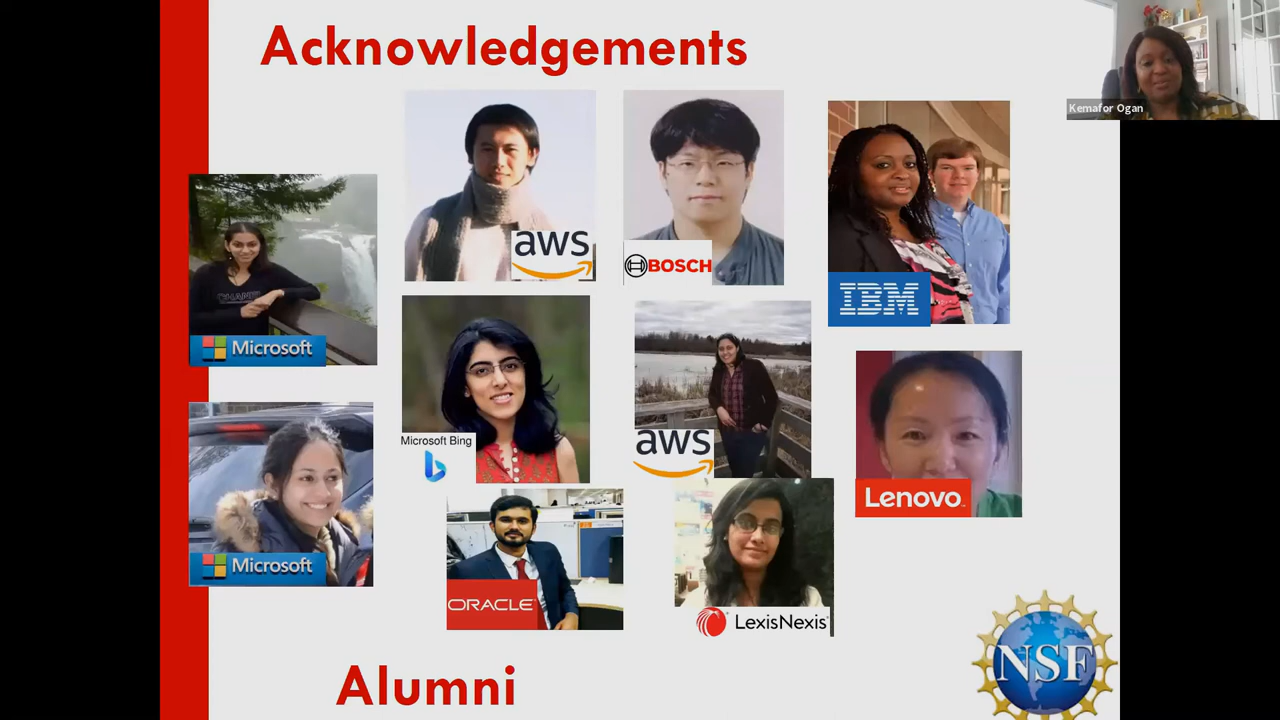 Acknowledgements
Kemafor Ogan
aws
BOSCH
IBM
Microsoft
Microsoft Bing
aws
Lenovo
Microsoft
ORACLE
LexisNexis
NSF
Alumni